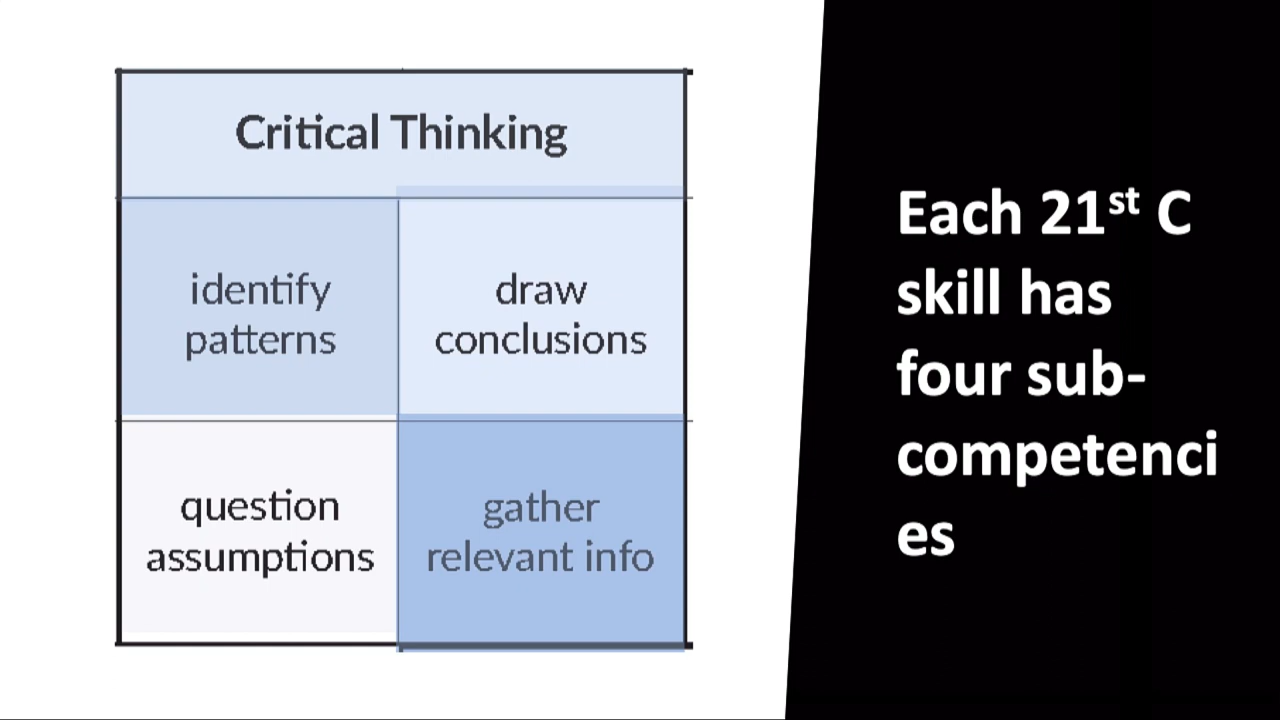 Critical Thinking
identify
patterns
draw
conclusions
question
assumptions
gather
relevant info
Each 21st C
skill has
four sub-
competenci
es